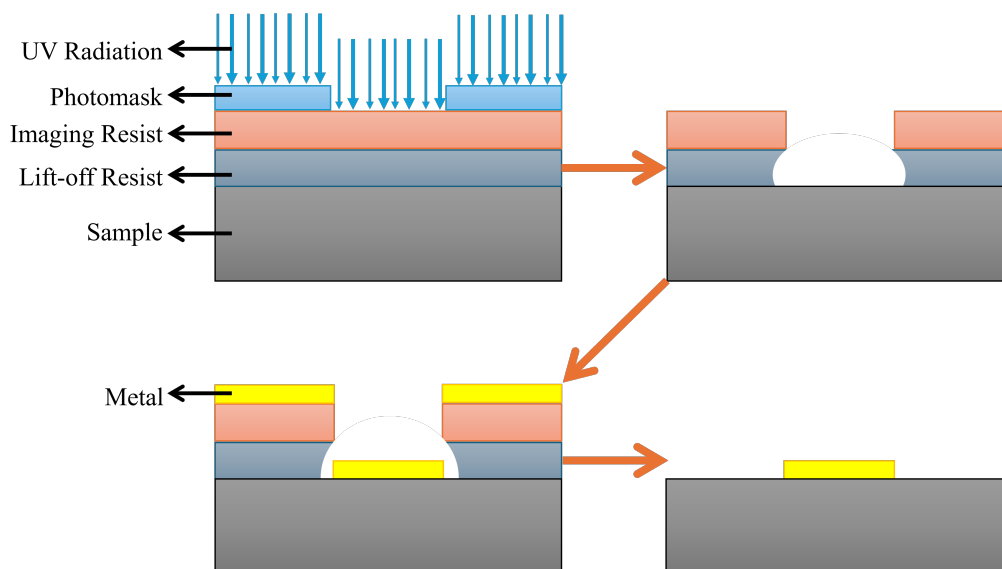 UV Radiation
Photomask
Imaging Resist
Lift-off Resist
Sample
Metal